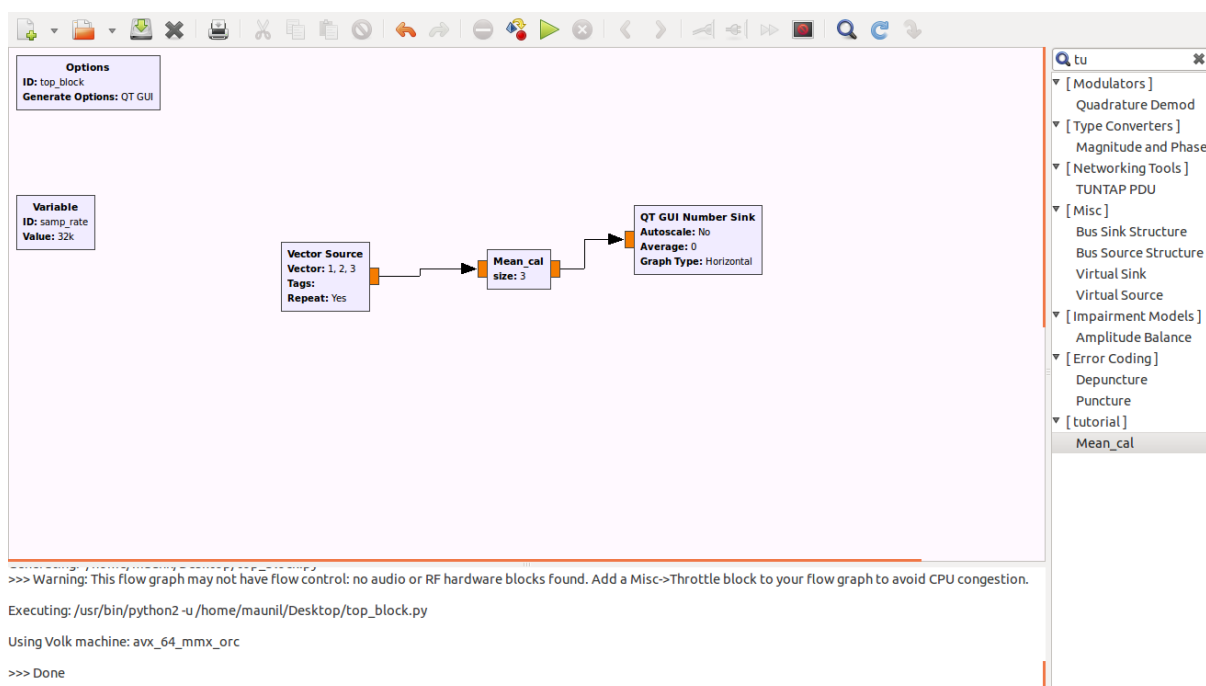 tu
Options
ID: top_block
Generate Options: QT GUI
Variable
ID: samp_rate
Value: 32k
Vector Source
Vector: 1, 2, 3
Tags:
Repeat: Yes
Mean_cal
size: 3
QT GUI Number Sink
Autoscale: No
Average: 0
Graph Type: Horizontal
[ Modulators ]
Quadrature Demod
[ Type Converters ]
Magnitude and Phase
[ Networking Tools ]
TUNTAP PDU
[ Misc ]
Bus Sink Structure
Bus Source Structure
Virtual Sink
Virtual Source
[ Impairment Models ]
Amplitude Balance
[ Error Coding ]
Depuncture
Puncture
[ tutorial ]
Mean_cal
>>> Warning: This flow graph may not have flow control: no audio or RF hardware blocks found. Add a Misc->Throttle block to your flow graph to avoid CPU congestion.
Executing: /usr/bin/python2 -u /home/maunil/Desktop/top_block.py
Using Volk machine: avx_64_mmx_orc
>>> Done